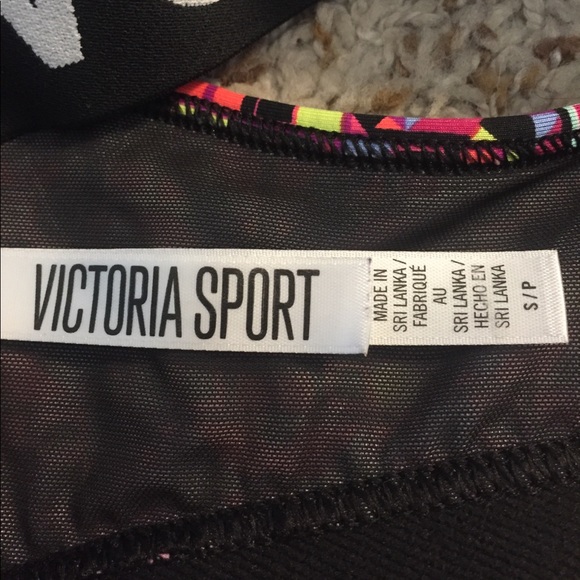 VICTORIA SPORT
MADE IN
SRI LANKA /
FABRIQUÉ
AU
SRI LANKA /
HECHO EN
SRI LANKA
S / P